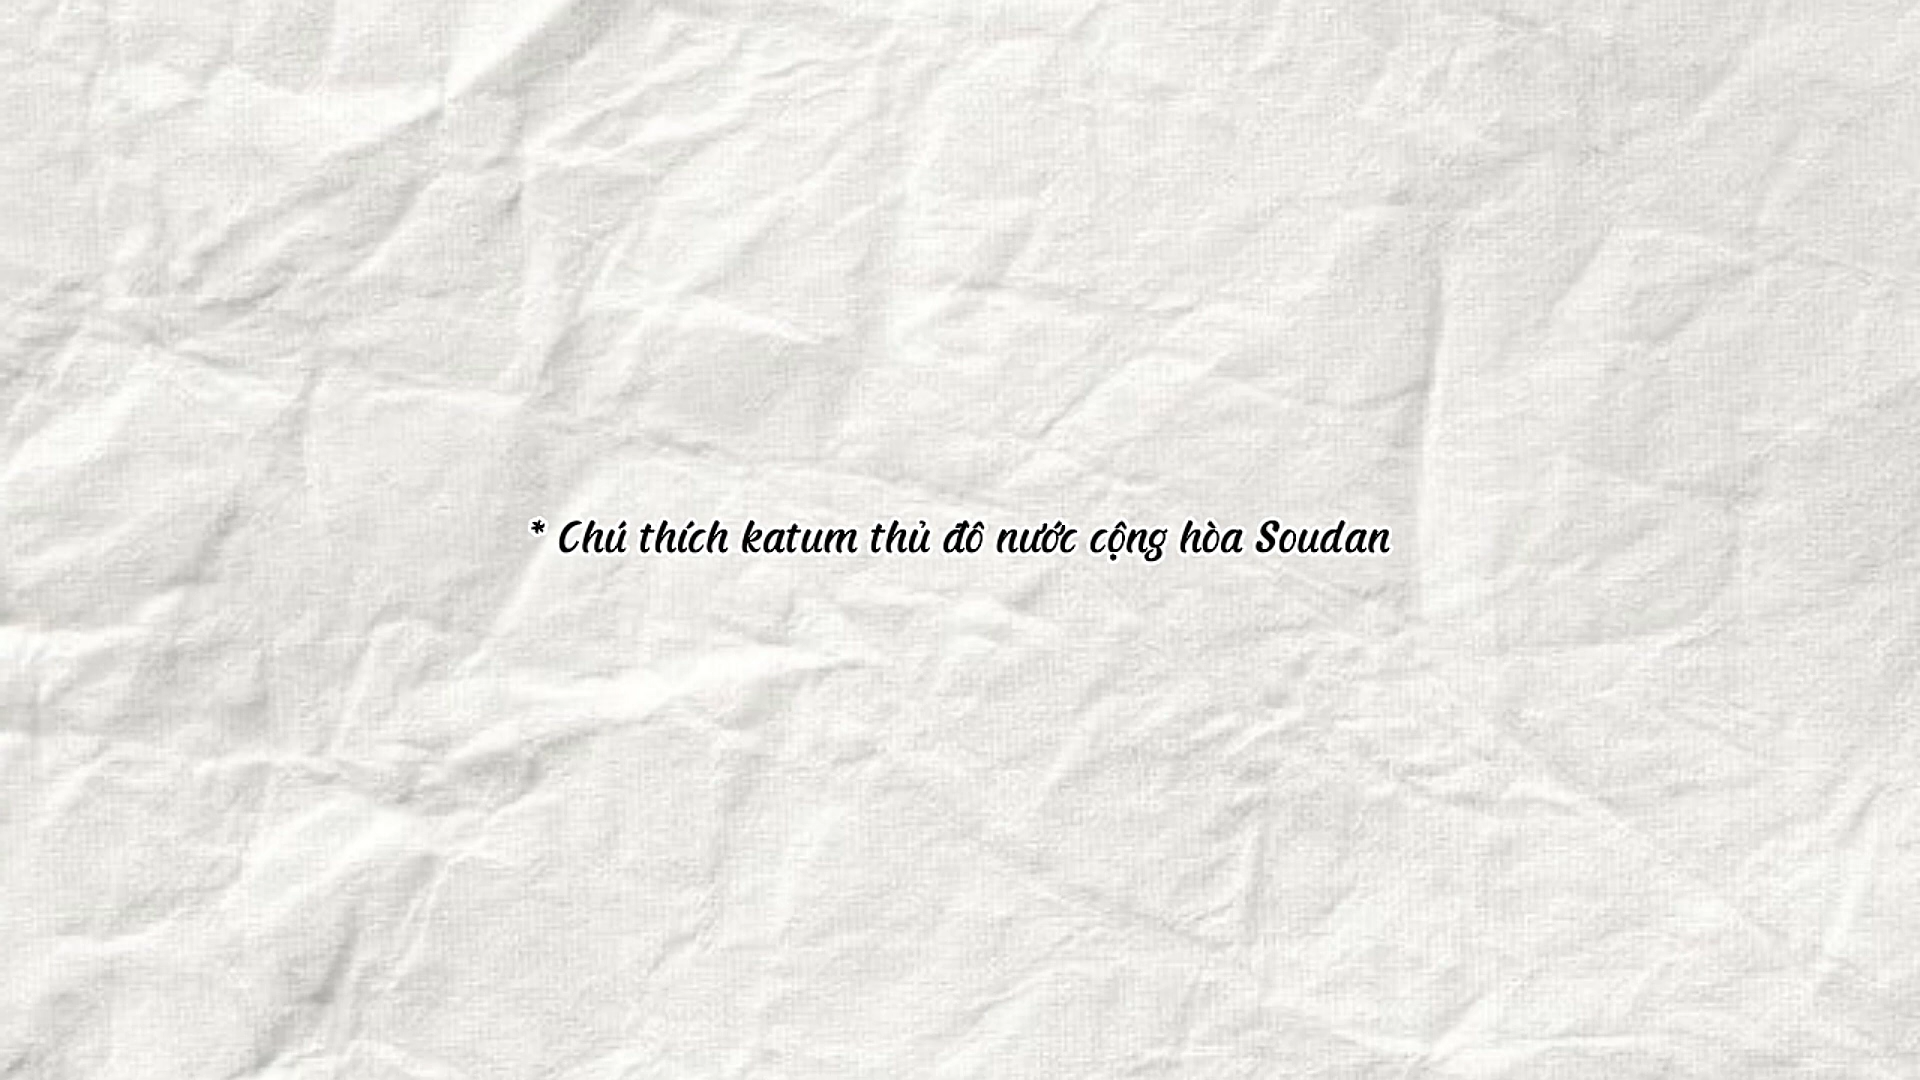 * Chú thích katum thủ đô nước cộng hòa Soudan